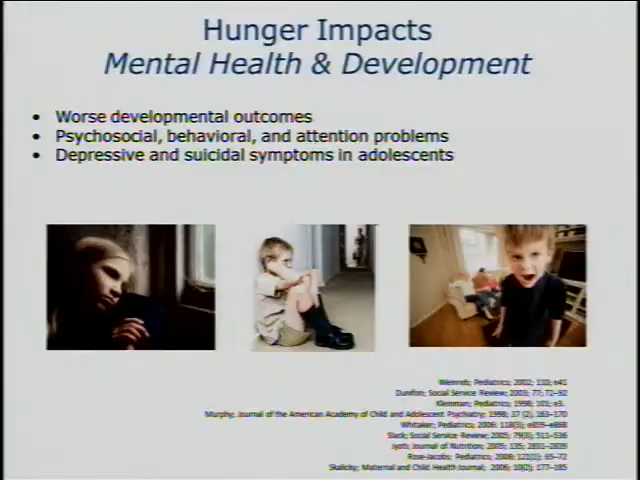 Hunger Impacts
Mental Health & Development
• Worse developmental outcomes
• Psychosocial, behavioral, and attention problems
• Depressive and suicidal symptoms in adolescents
Weinreb; Pediatrics; 2002; 110; e41
Dunifon; Social Service Review; 2003; 77; 72-92
Kleinman; Pediatrics; 1998; 101; e3.
Murphy; Journal of the American Academy of Child and Adolescent Psychiatry; 1998; 37 (2), 163-170
Whitaker; Pediatrics; 2006; 118(3); e859-e868
Slack; Social Service Review; 2005; 79(3); 511-536
Jyoti; Journal of Nutrition; 2005; 135; 2831-2839
Rose-Jacobs; Pediatrics; 2008; 121(1); 65-72
Skalicky; Maternal and Child Health Journal; 2006; 10(2); 177-185